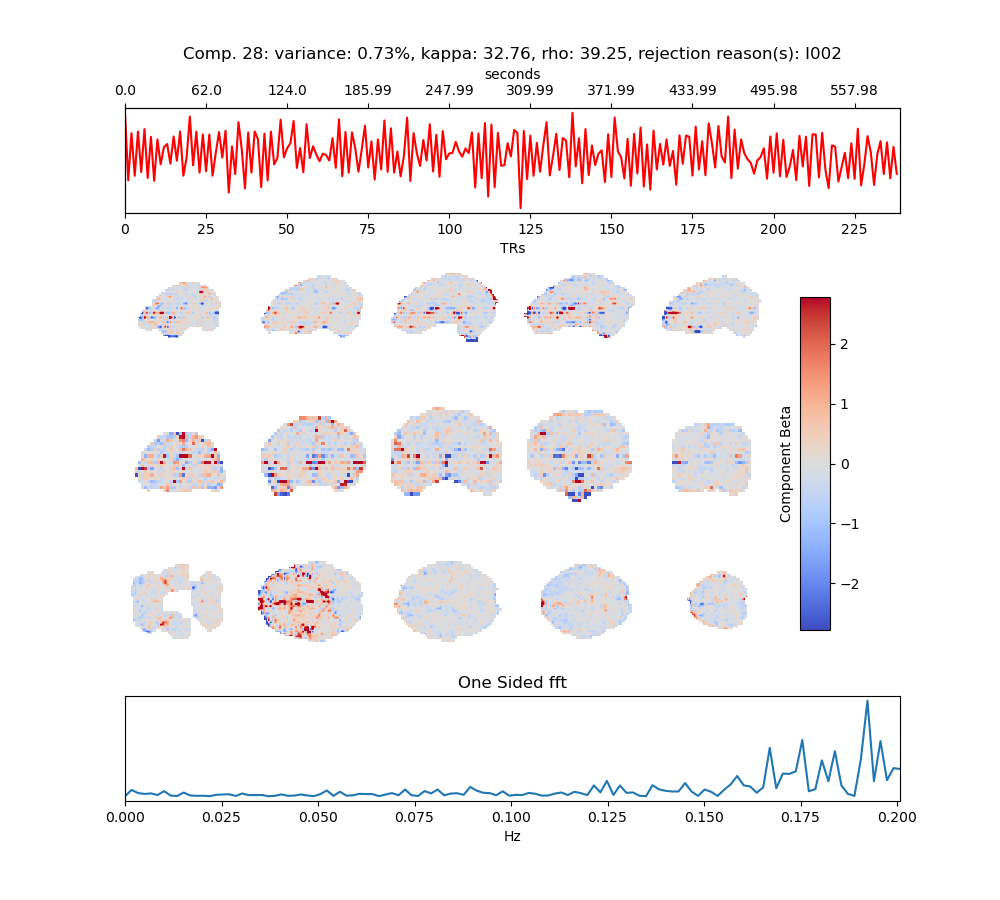 Comp. 28: variance: 0.73%, kappa: 32.76, rho: 39.25, rejection reason(s): I002
seconds
0.0 62.0 124.0 185.99 247.99 309.99 371.99 433.99 495.98 557.98
0 25 50 75 100 125 150 175 200 225
TRs
2
1
0
−1
−2
Component Beta
One Sided fft
0.000 0.025 0.050 0.075 0.100 0.125 0.150 0.175 0.200
Hz